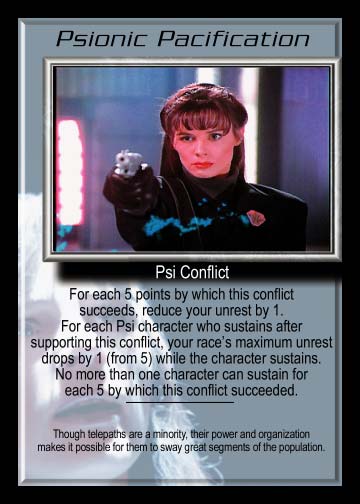 Psionic Pacification
Psi Conflict
For each 5 points by which this conflict
succeeds, reduce your unrest by 1.
For each Psi character who sustains after
supporting this conflict, your race's maximum unrest
drops by 1 (from 5) while the character sustains.
No more than one character can sustain for
each 5 by which this conflict succeeded.
Though telepaths are a minority, their power and organization
makes it possible for them to sway great segments of the population.